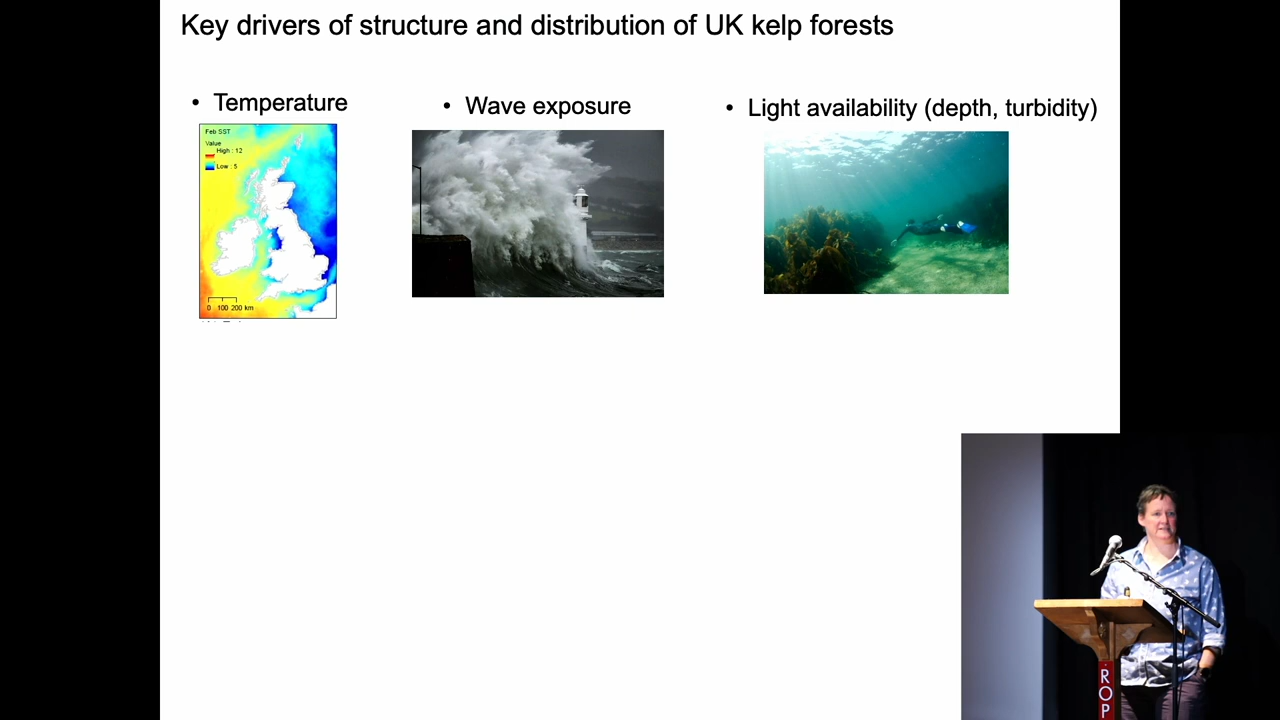 Key drivers of structure and distribution of UK kelp forests
• Temperature
• Wave exposure
• Light availability (depth, turbidity)
Feb SST
Value
High : 12
Low : 5
0 100 200 km
ROP